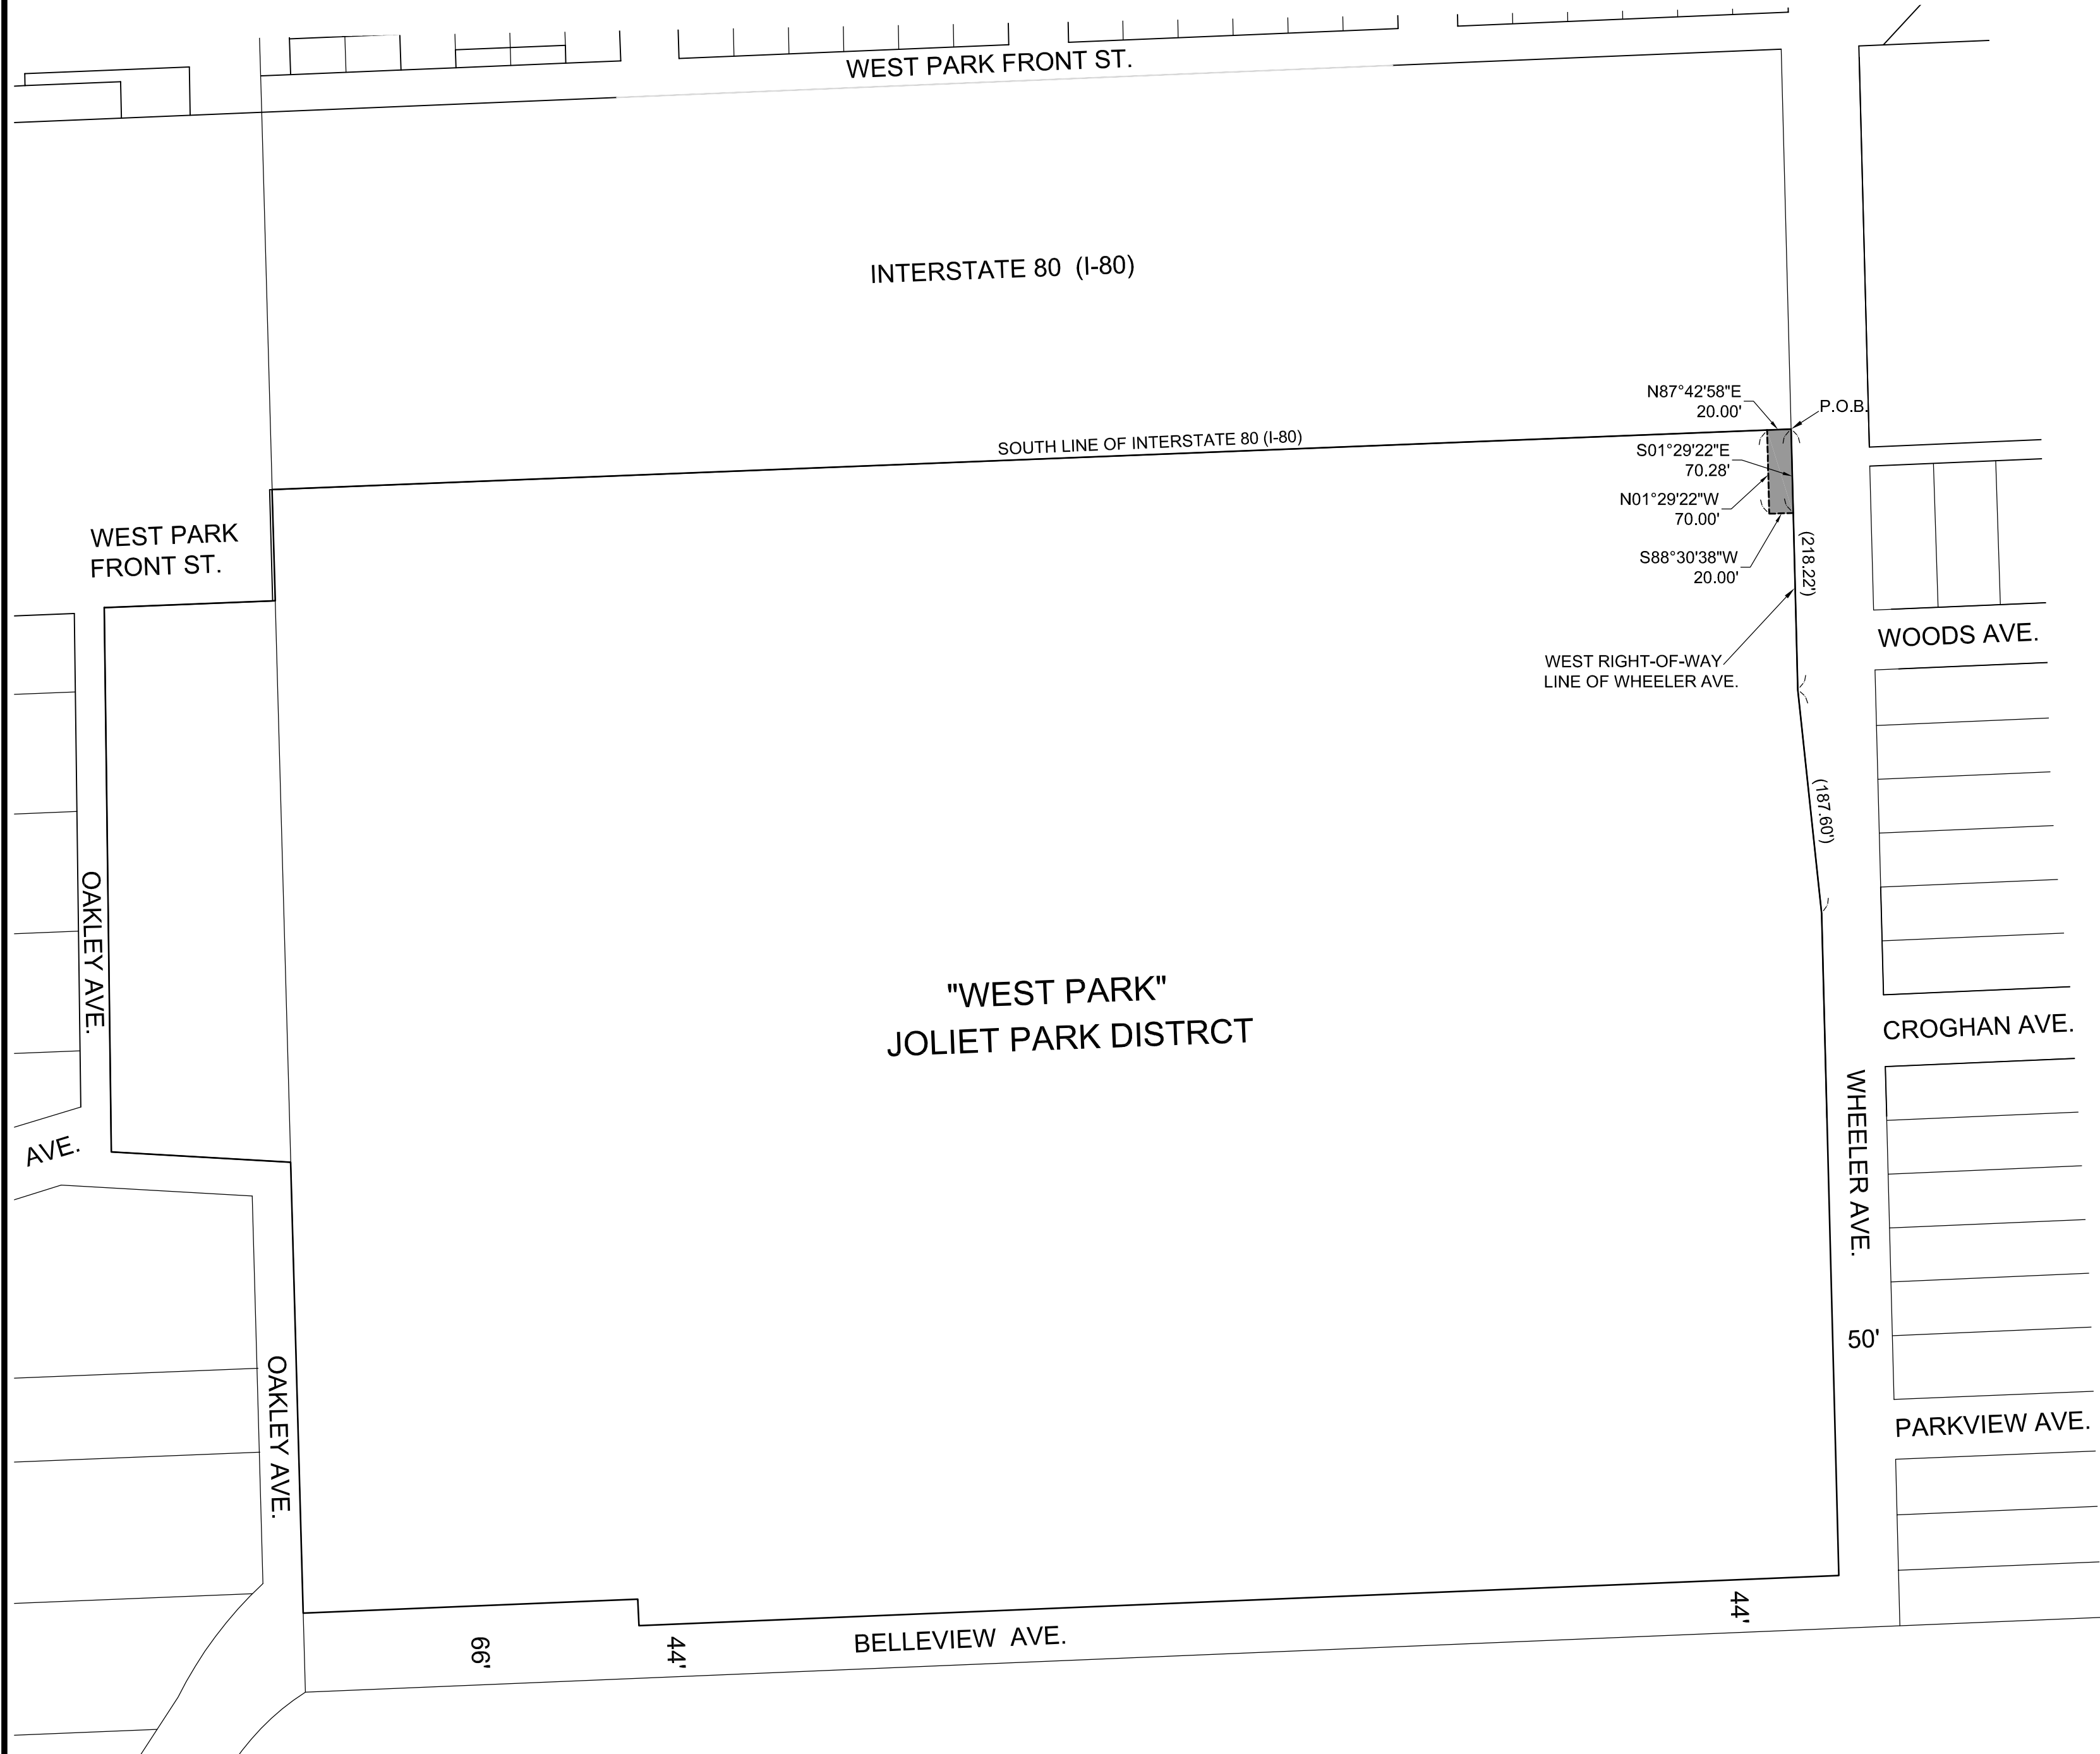 WEST PARK FRONT ST.
INTERSTATE 80 (I-80)
N87°42'58"E
20.00'
P.O.B.
SOUTH LINE OF INTERSTATE 80 (I-80)
S01°29'22"E
70.28'
N01°29'22"W
70.00'
WEST PARK
FRONT ST.
S88°30'38"W
20.00'
(218.22')
WOODS AVE.
WEST RIGHT-OF-WAY
LINE OF WHEELER AVE.
(187.60')
OAKLEY AVE.
"WEST PARK"
JOLIET PARK DISTRCT
CROGHAN AVE.
WHEELER AVE.
AVE.
50'
OAKLEY AVE.
PARKVIEW AVE.
44'
66'
44'
BELLEVIEW AVE.